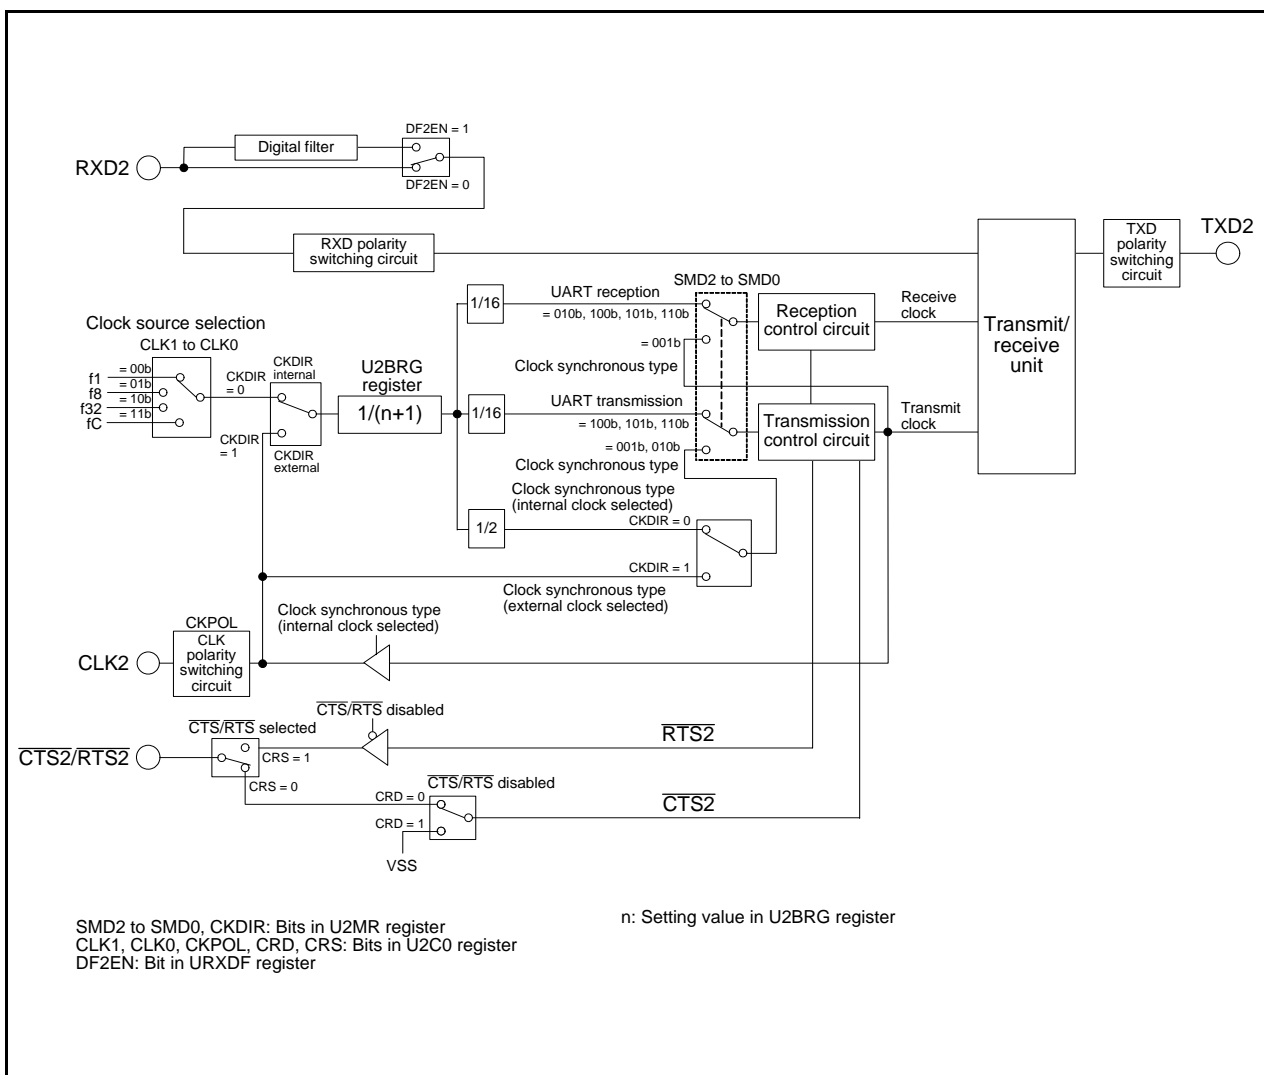 DF2EN = 1
Digital filter
RXD2
DF2EN = 0
RXD polarity
switching circuit
TXD
polarity
switching
circuit
TXD2
SMD2 to SMD0
1/16
UART reception
= 010b, 100b, 101b, 110b
Reception
control circuit
Receive
clock
Transmit/
receive
unit
Clock source selection
CLK1 to CLK0
= 00b
f1
= 01b
f8
= 10b
f32
= 11b
fC
CKDIR
= 0
CKDIR
internal
CKDIR
= 1
CKDIR
external
U2BRG
register
1/(n+1)
= 001b
Clock synchronous type
1/16
UART transmission
= 100b, 101b, 110b
Transmission
control circuit
Transmit
clock
= 001b, 010b
Clock synchronous type
Clock synchronous type
(internal clock selected)
1/2
CKDIR = 0
CKDIR = 1
Clock synchronous type
(external clock selected)
Clock synchronous type
(internal clock selected)
CKPOL
CLK2
CLK
polarity
switching
circuit
CTS/RTS disabled
CTS/RTS selected
CTS2/RTS2
CRS = 1
RTS2
CRS = 0
CTS/RTS disabled
CRD = 0
CTS2
CRD = 1
VSS
SMD2 to SMD0, CKDIR: Bits in U2MR register
CLK1, CLK0, CKPOL, CRD, CRS: Bits in U2C0 register
DF2EN: Bit in URXDF register
n: Setting value in U2BRG register